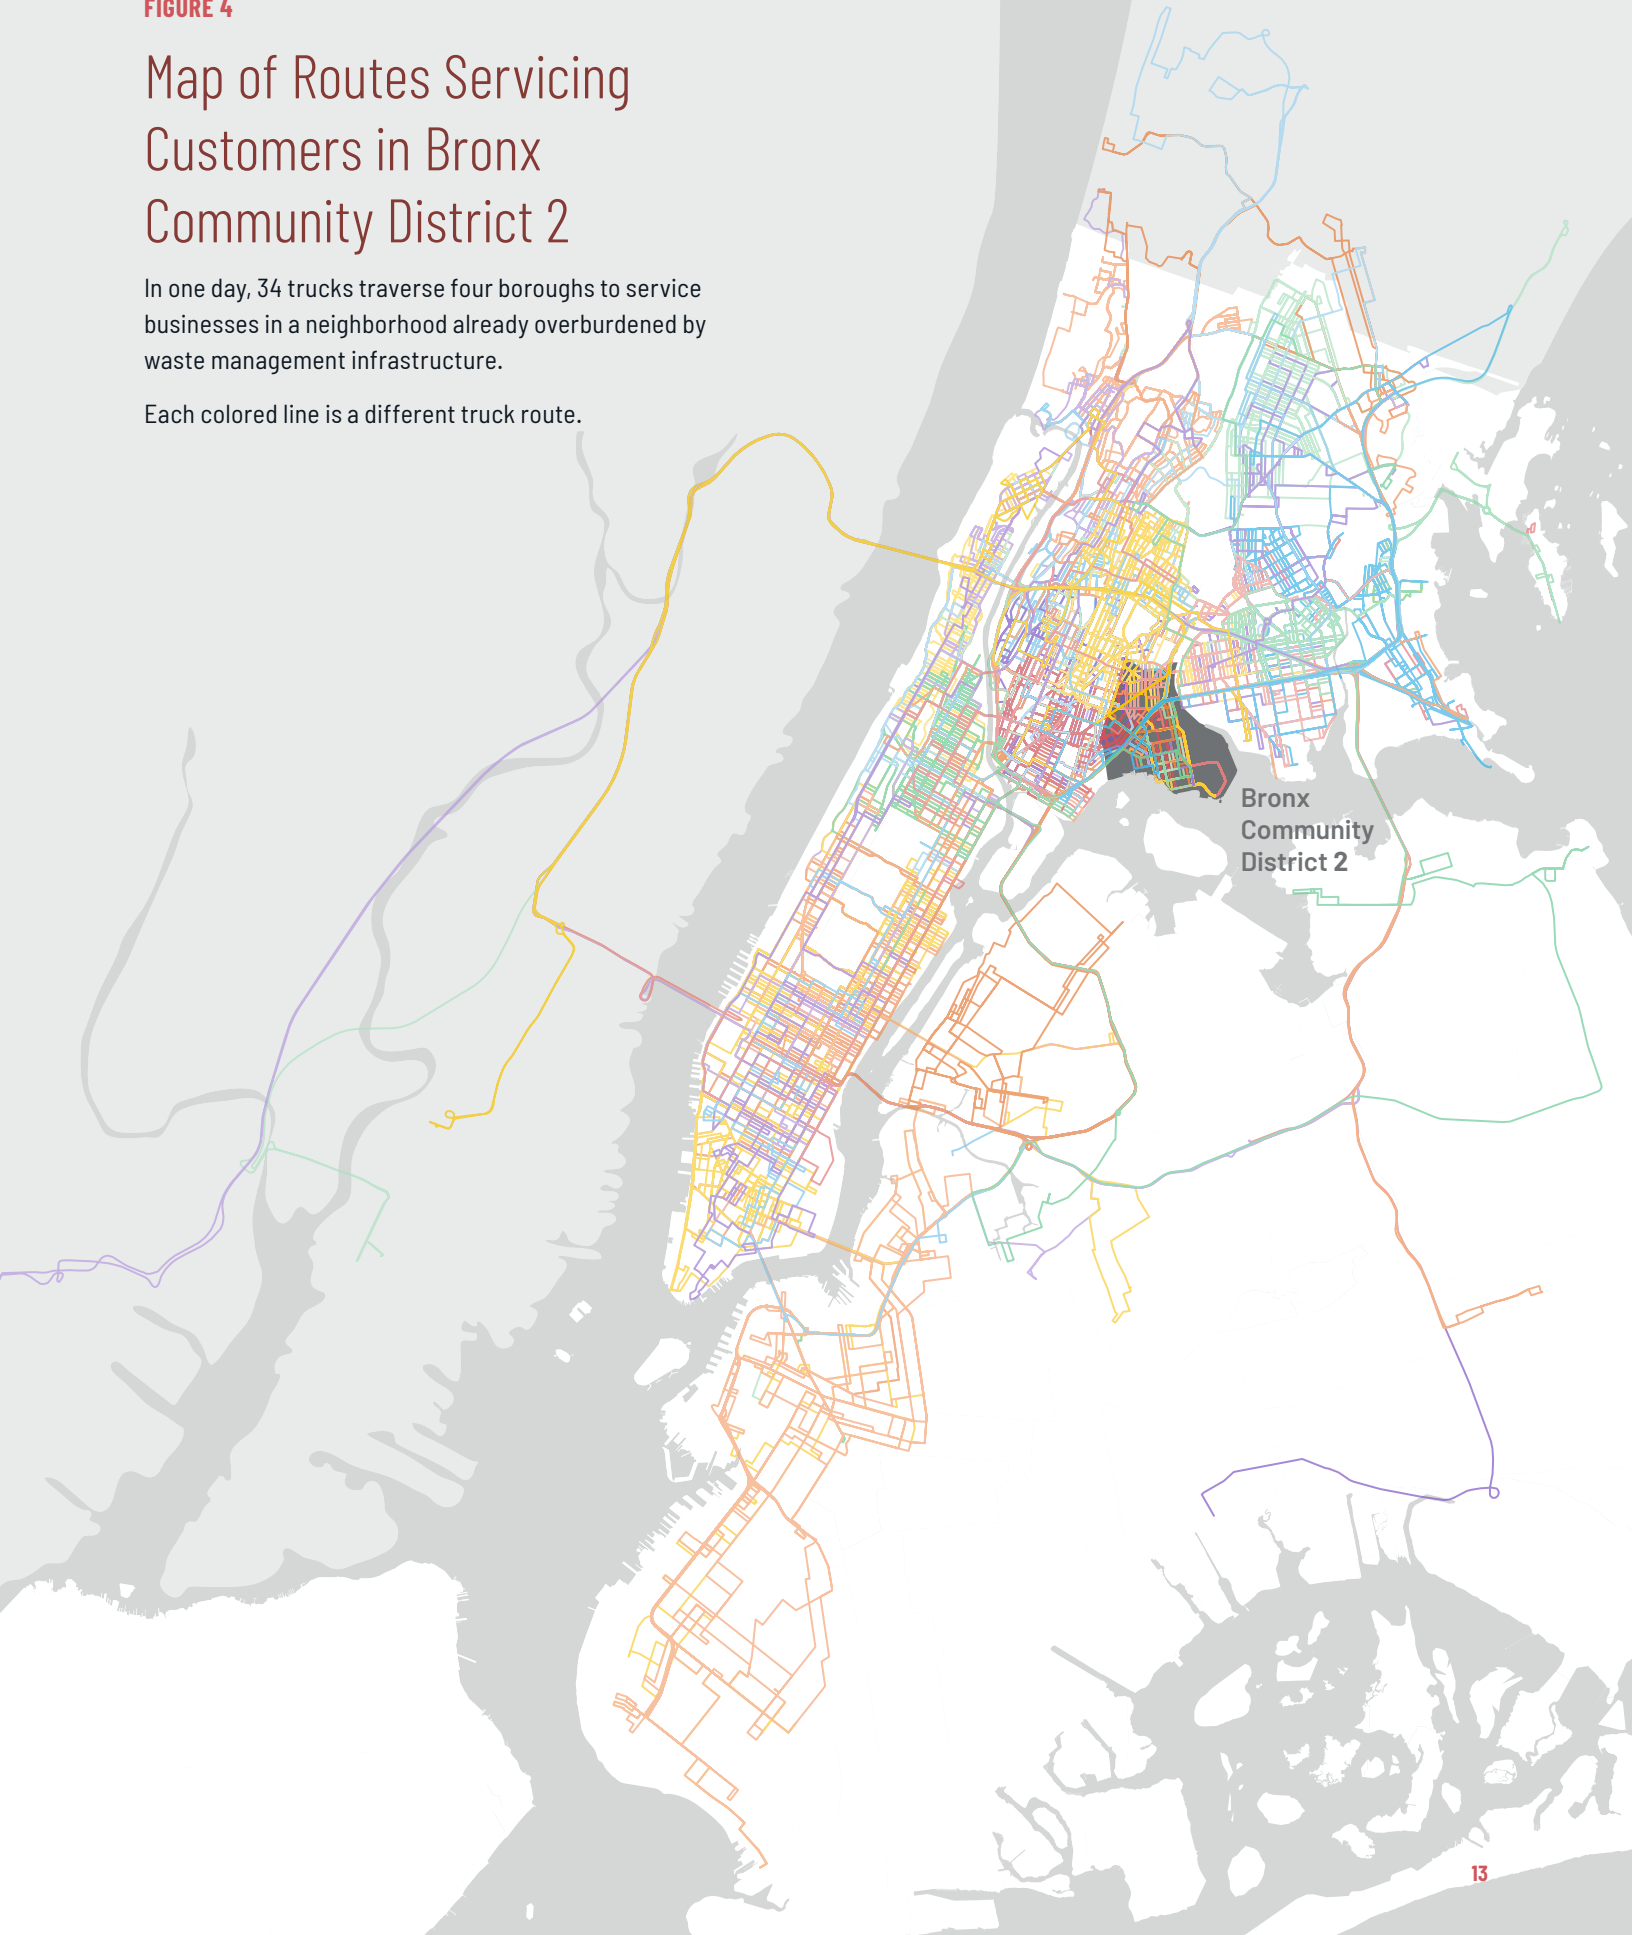 FIGURE 4
Map of Routes Servicing
Customers in Bronx
Community District 2
In one day, 34 trucks traverse four boroughs to service
businesses in a neighborhood already overburdened by
waste management infrastructure.
Each colored line is a different truck route.
Bronx
Community
District 2
13